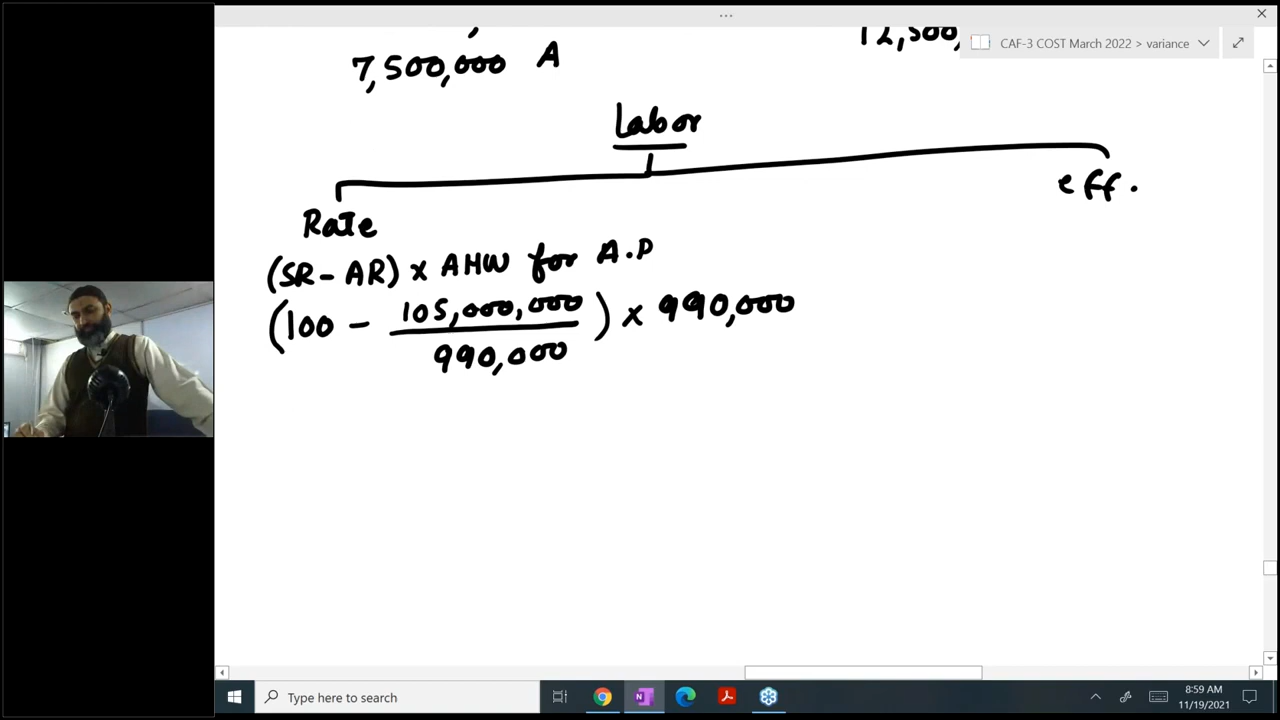 12,500,
7,500,000 A
CAF-3 COST March 2022 > variance
Labor
Rate
eff.
(SR - AR) x AHW for A.P
(100 - 105,000,000 / 990,000) x 990,000
Type here to search
8:59 AM
11/19/2021